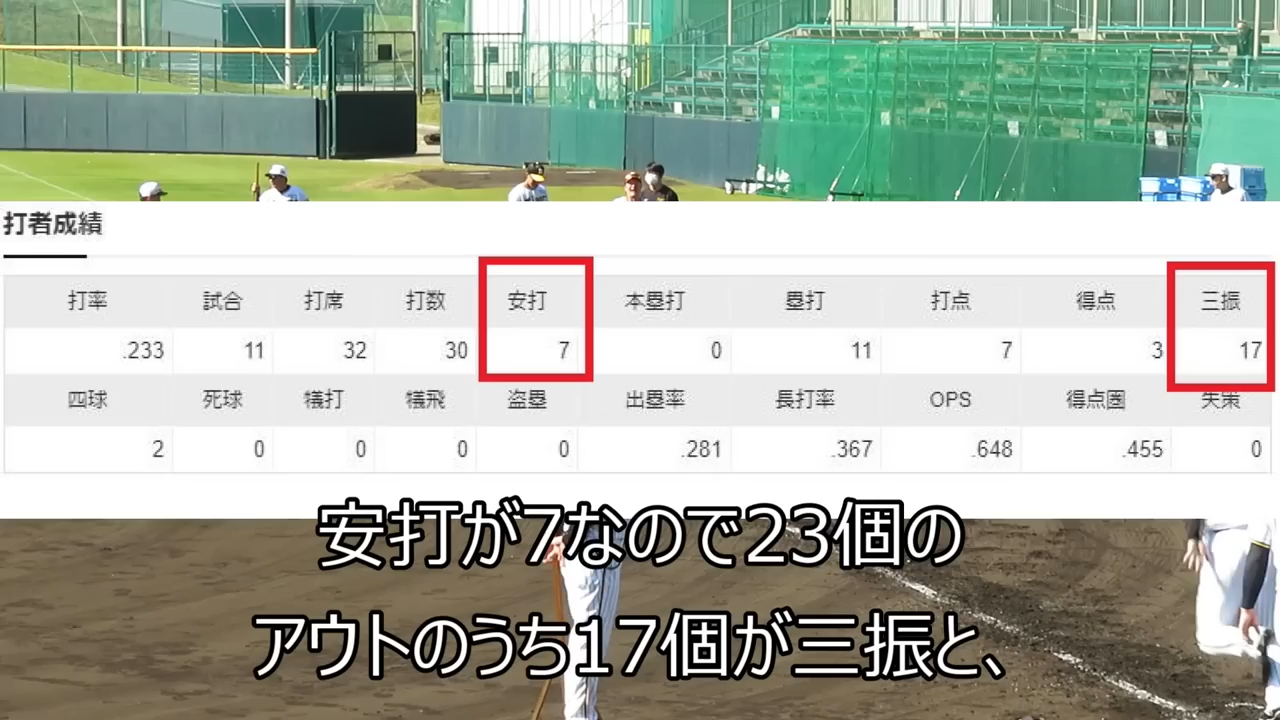 打者成績
打率 試合 打席 打数 安打 本塁打 塁打 打点 得点 三振
.233 11 32 30 7 0 11 7 3 17
四球 死球 犠打 犠飛 盗塁 出塁率 長打率 OPS 得点圏 失策
2 0 0 0 0 .281 .367 .648 .455 0
安打が7なので23個の
アウトのうち17個が三振と、